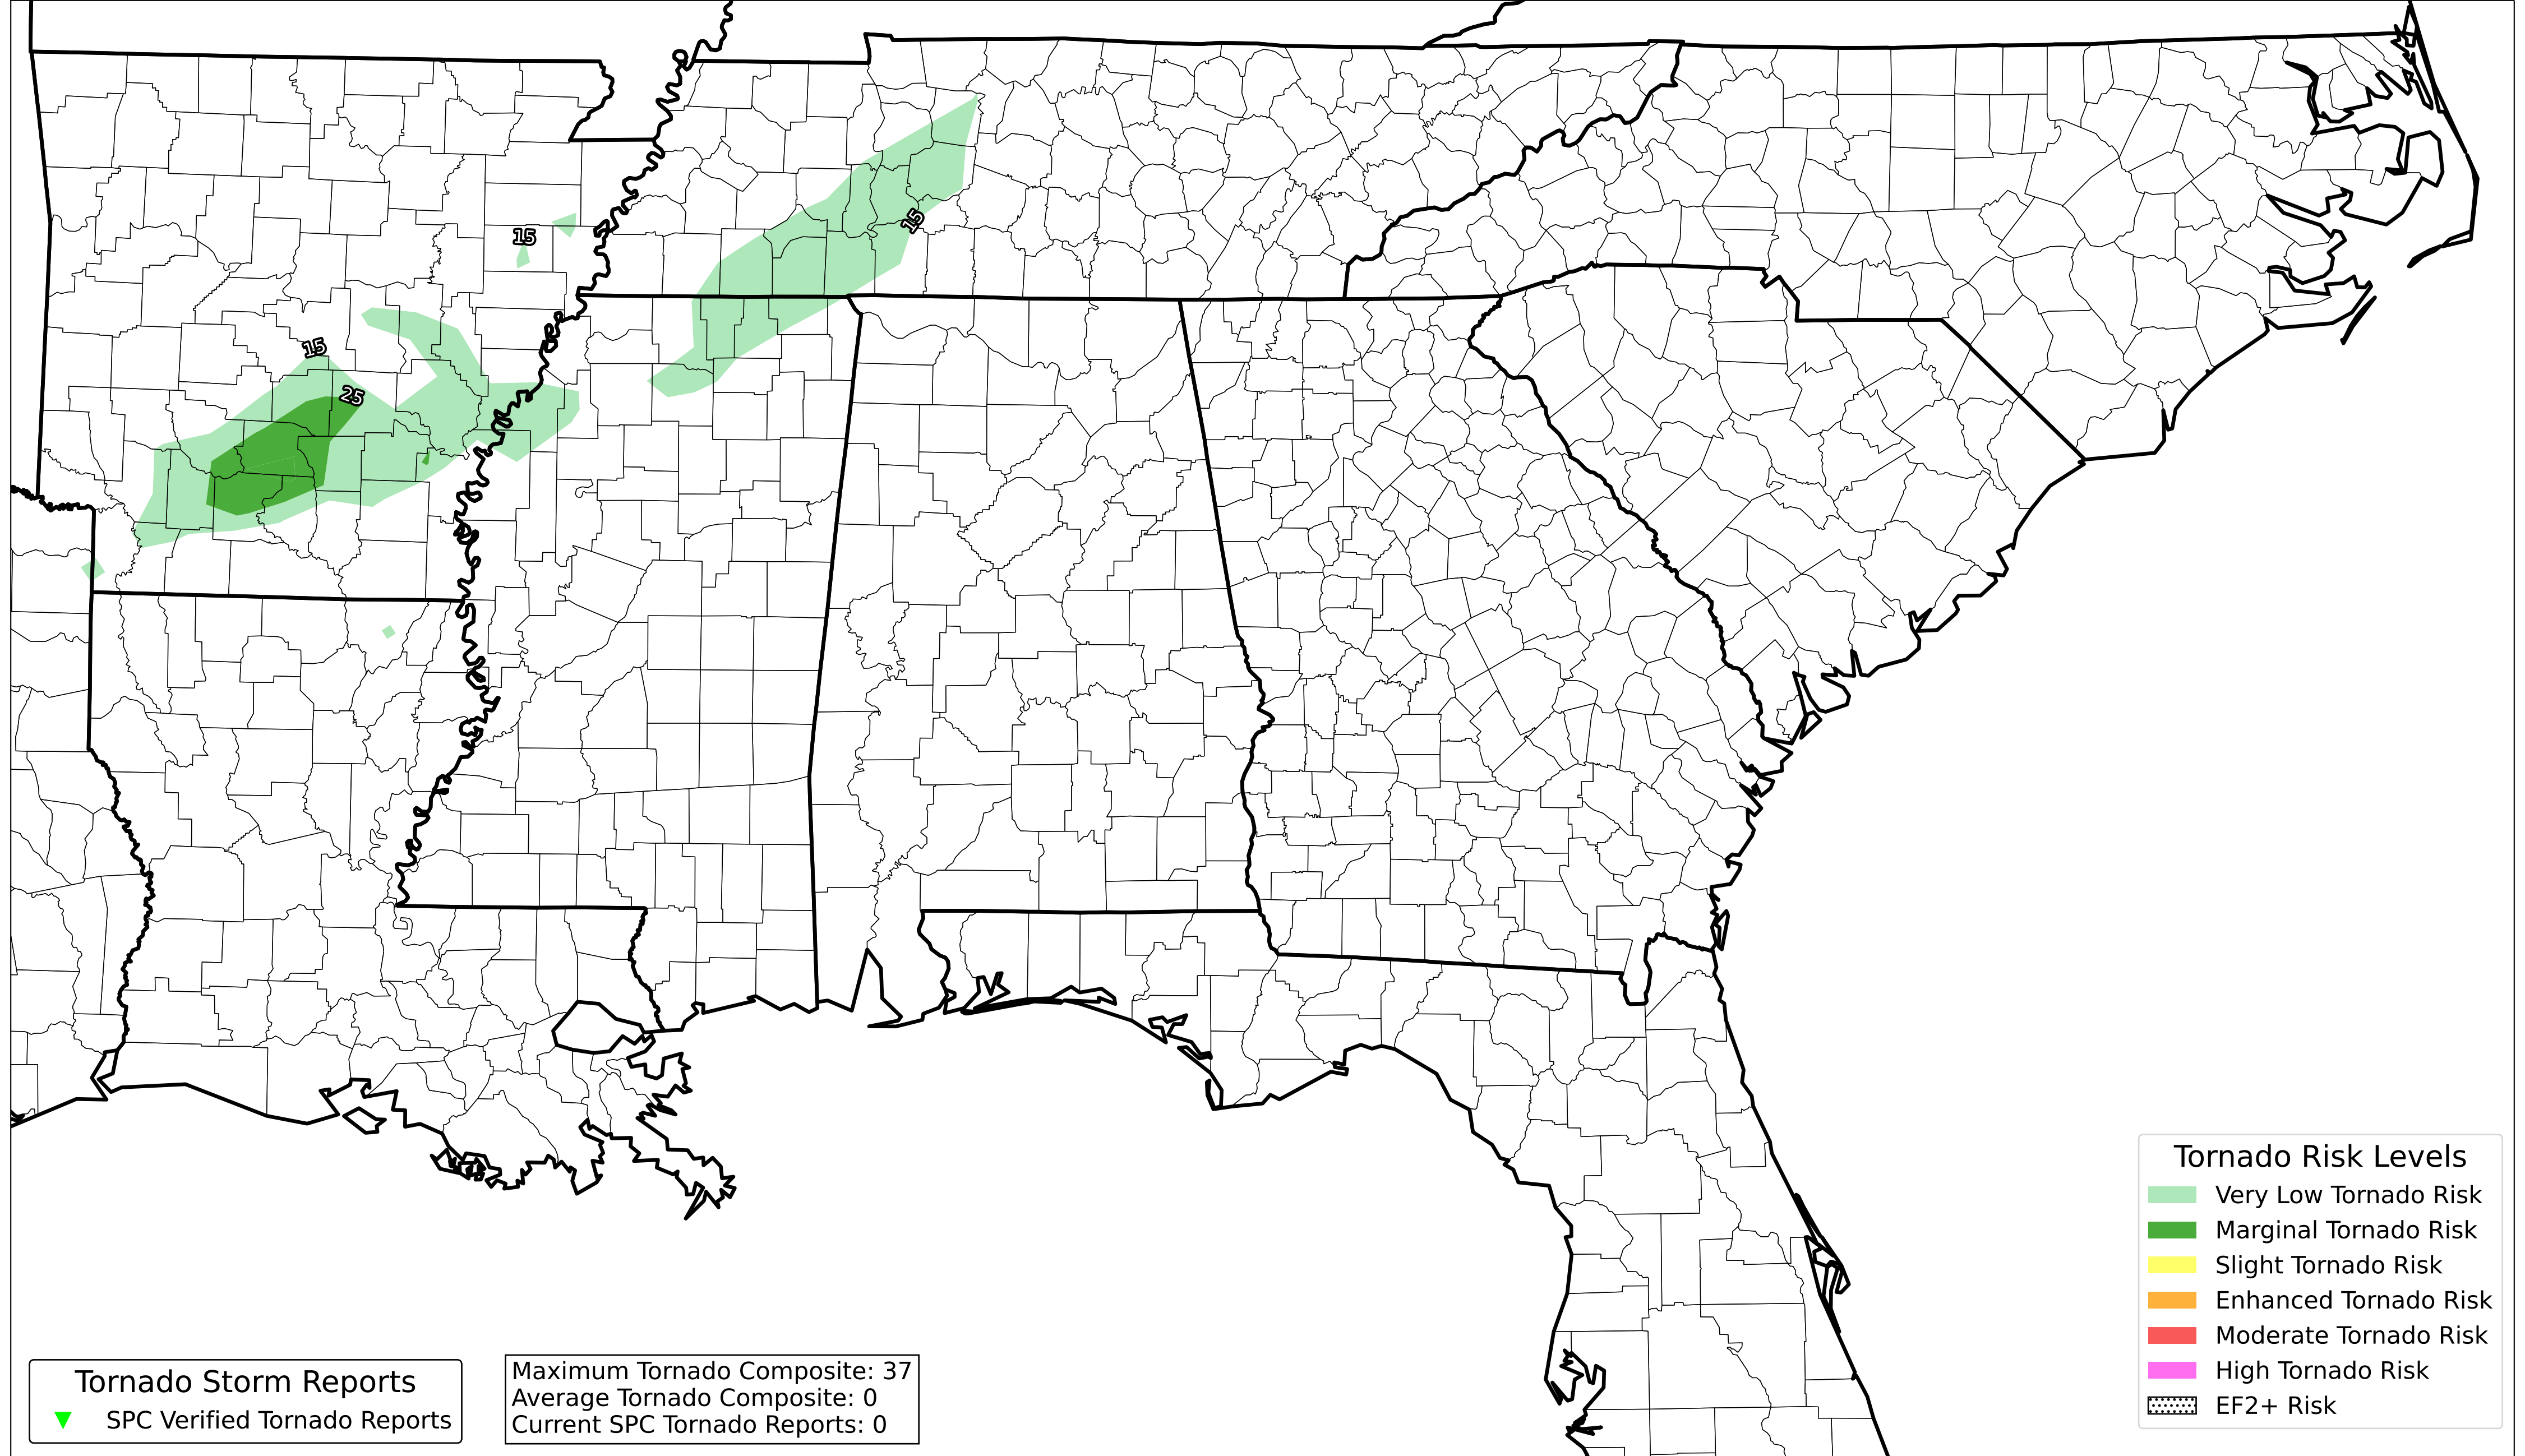 15
15
15
25
Tornado Risk Levels
Very Low Tornado Risk
Marginal Tornado Risk
Slight Tornado Risk
Enhanced Tornado Risk
Moderate Tornado Risk
High Tornado Risk
EF2+ Risk
Tornado Storm Reports
SPC Verified Tornado Reports
Maximum Tornado Composite: 37
Average Tornado Composite: 0
Current SPC Tornado Reports: 0